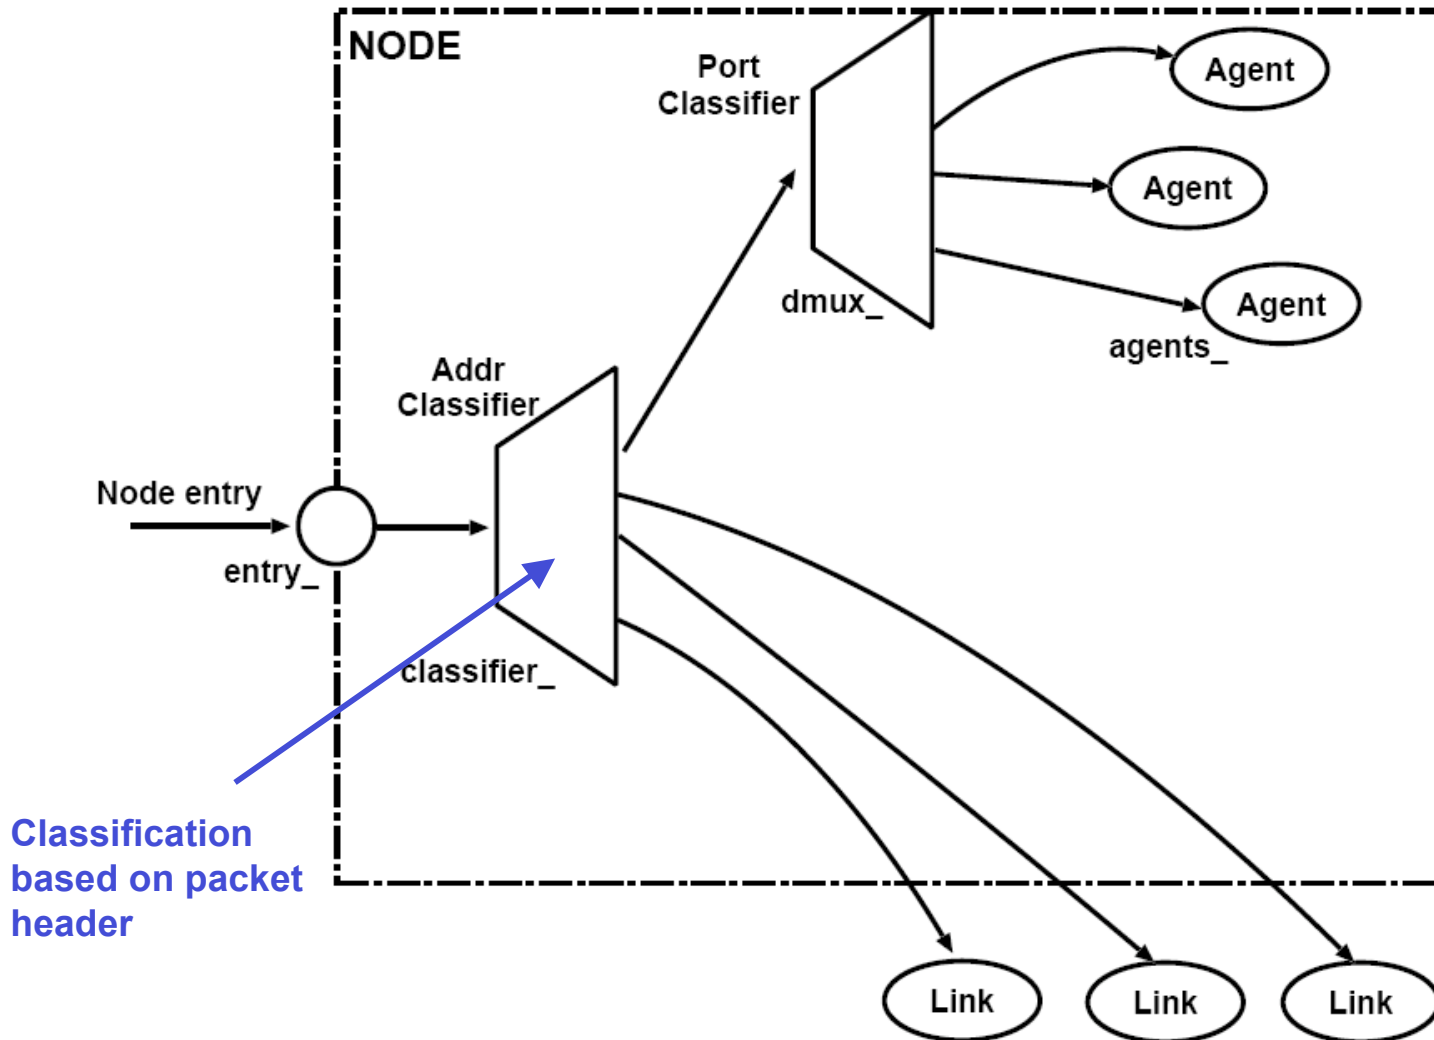 NODE
Port
Classifier
Agent
Agent
Agent
dmux_
agents_
Addr
Classifier
Node entry
entry_
classifier_
Classification
based on packet
header
Link
Link
Link